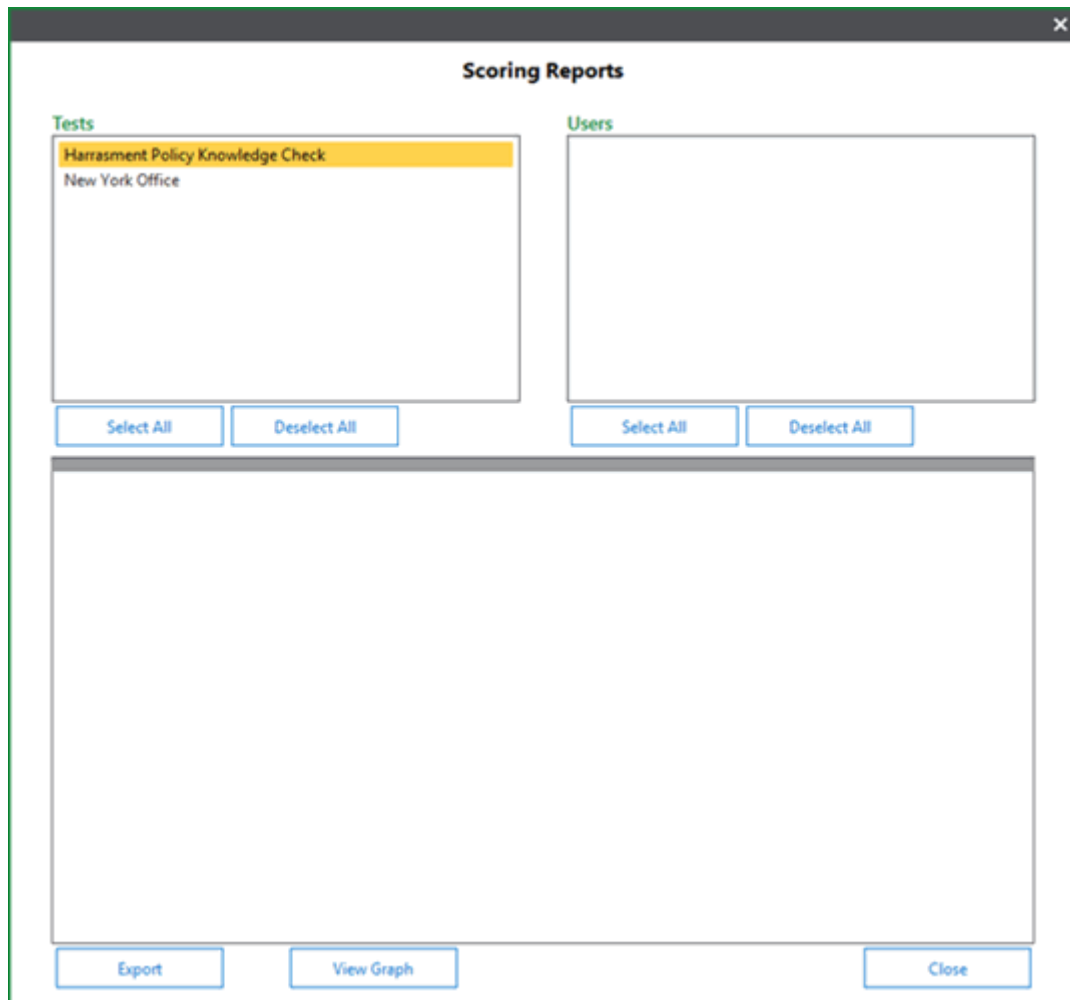 Scoring Reports
Tests
Users
Harrasment Policy Knowledge Check
New York Office
Select All
Deselect All
Select All
Deselect All
Export
View Graph
Close